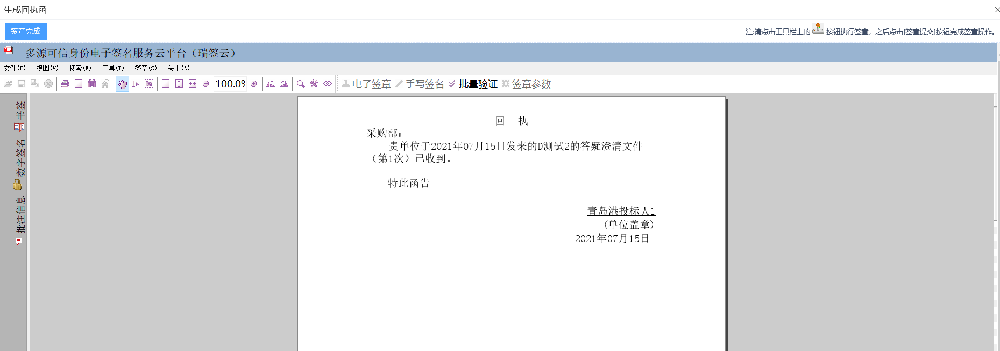 生成回执函
签章完成
注:请点击工具栏上的 按钮执行签章，之后点击[签章提交]按钮完成签章操作。
PDF
多源可信身份电子签名服务云平台（瑞签云）
文件(F) 视图(V) 搜索(E) 工具(T) 签章(S) 关于(A)
100.0% 电子签章 手写签名 批量验证 签章参数
书签
数字签名
批注信息
回 执
采购部：
贵单位于2021年07月15日发来的D测试2的答疑澄清文件
（第1次）已收到。
特此函告
青岛港投标人1
(单位盖章)
2021年07月15日